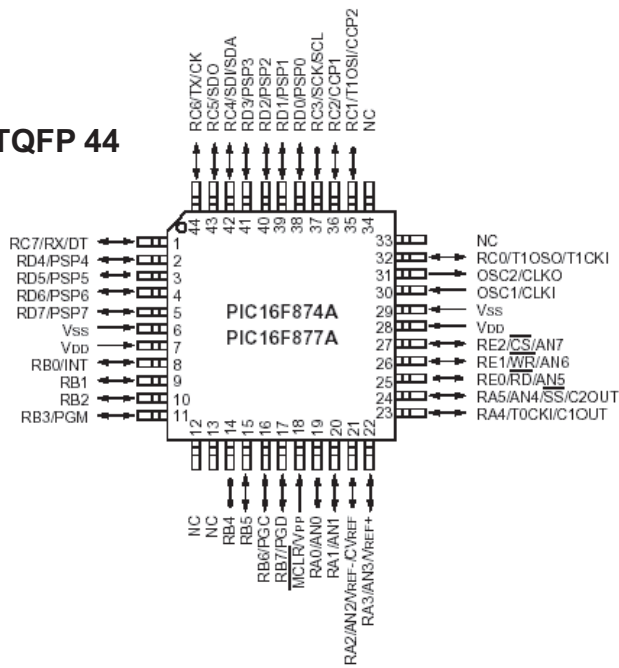 TQFP 44
RC6/TX/CK
RC5/SDO
RC4/SDI/SDA
RD3/PSP3
RD2/PSP2
RD1/PSP1
RD0/PSP0
RC3/SCK/SCL
RC2/CCP1
RC1/T1OSI/CCP2
NC
44
43
42
41
40
39
38
37
36
35
34
RC7/RX/DT 1
RD4/PSP4 2
RD5/PSP5 3
RD6/PSP6 4
RD7/PSP7 5
VSS 6
VDD 7
RB0/INT 8
RB1 9
RB2 10
RB3/PGM 11
PIC16F874A
PIC16F877A
33 NC
32 RC0/T1OSO/T1CKI
31 OSC2/CLKO
30 OSC1/CLKI
29 VSS
28 VDD
27 RE2/CS/AN7
26 RE1/WR/AN6
25 RE0/RD/AN5
24 RA5/AN4/SS/C2OUT
23 RA4/T0CKI/C1OUT
12
13
14
15
16
17
18
19
20
21
22
NC
NC
RB4
RB5
RB6/PGC
RB7/PGD
MCLR/VPP
RA0/AN0
RA1/AN1
RA2/AN2/VREF-/CVREF
RA3/AN3/VREF+